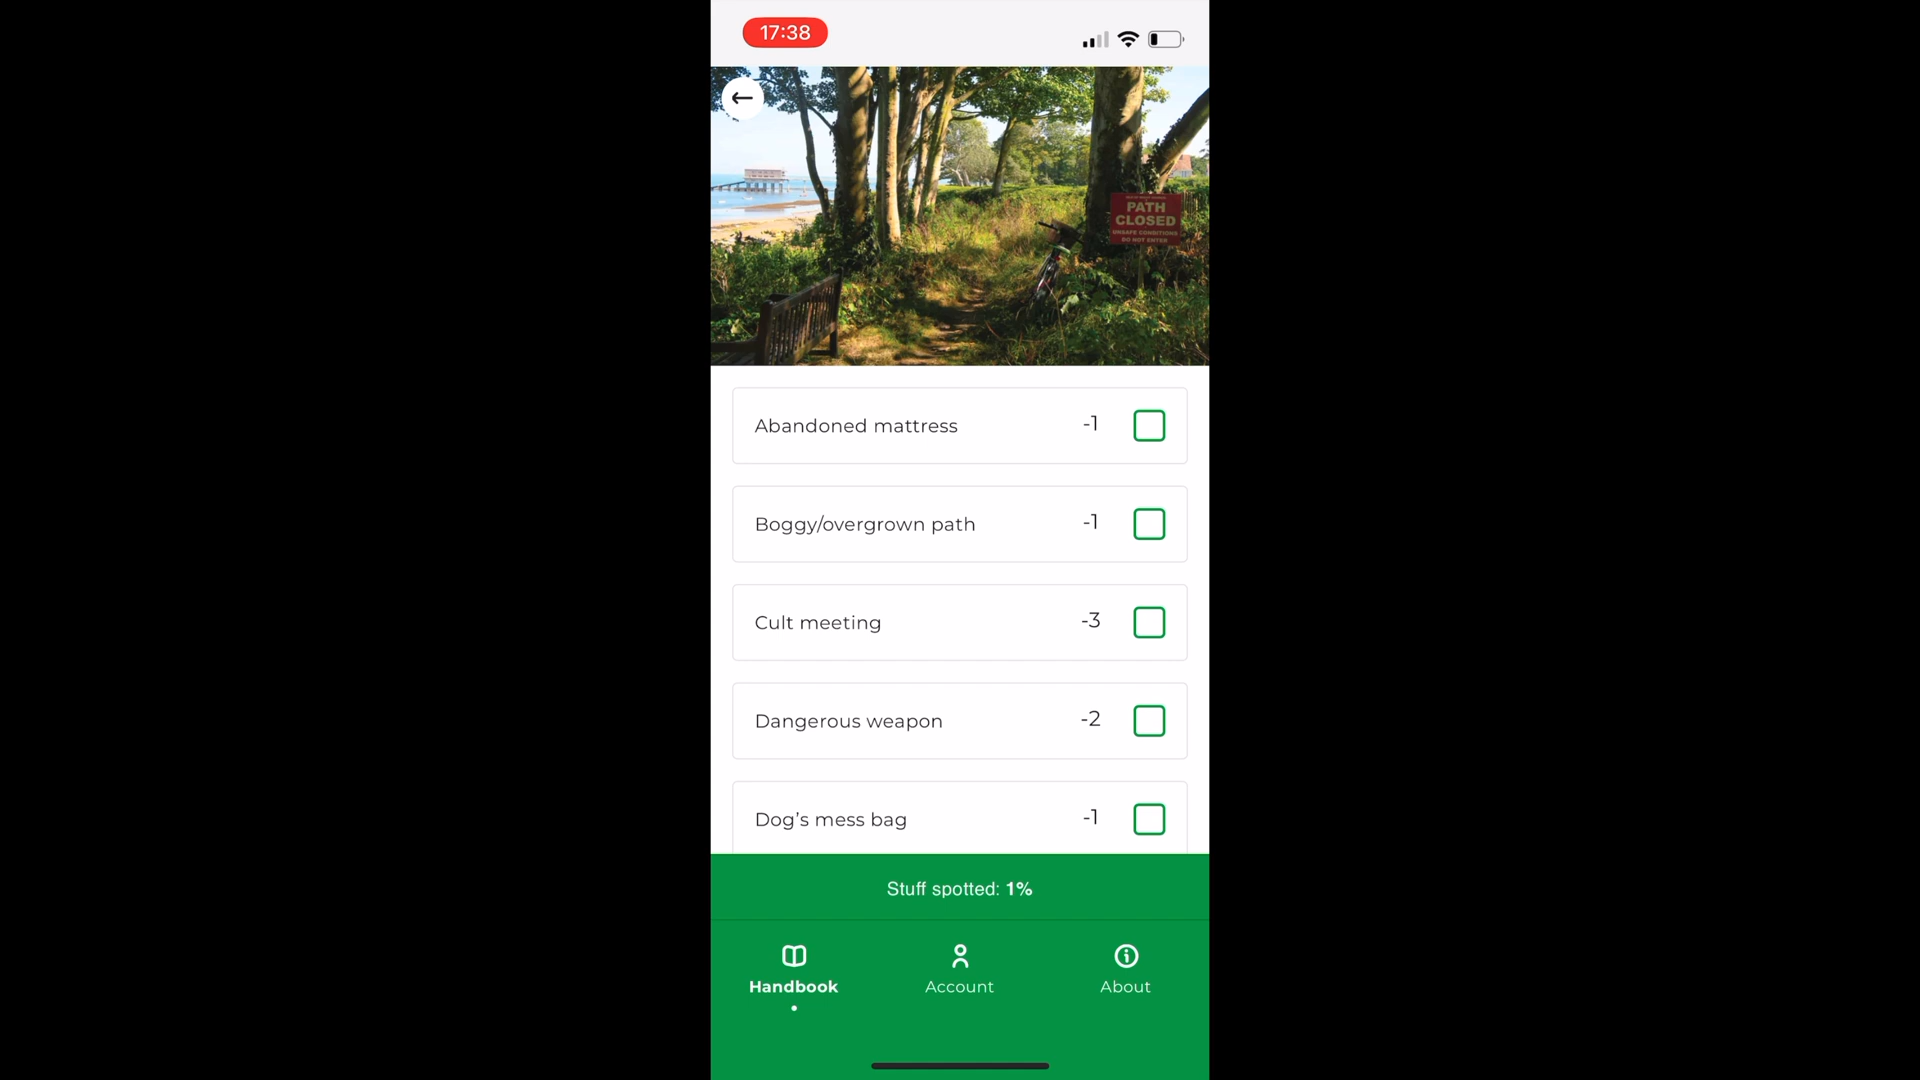 17:38
PATH
CLOSED
UNSAFE CONDITIONS
DO NOT ENTER
Abandoned mattress -1
Boggy/overgrown path -1
Cult meeting -3
Dangerous weapon -2
Dog’s mess bag -1
Stuff spotted: 1%
Handbook Account About